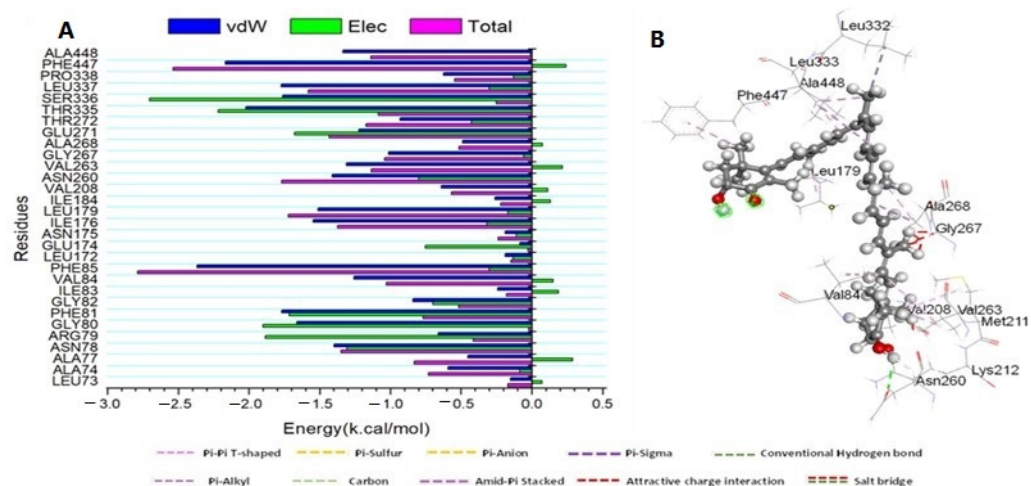 A
vdW
Elec
Total
ALA448
PHE447
PRO338
LEU337
SER336
THR335
THR272
GLU271
ALA268
GLY267
VAL263
ASN260
VAL208
ILE184
LEU179
ILE176
ASN175
GLU174
LEU172
PHE85
VAL84
ILE83
GLY82
PHE81
GLY80
ARG79
ASN78
ALA77
ALA74
LEU73
Residues
−3.0 −2.5 −2.0 −1.5 −1.0 −0.5 0.0 0.5
Energy(k.cal/mol)
B
Leu332
Leu333
Ala448
Phe447
Leu179
Ala268
Gly267
Val84
Val208
Val263
Met211
Lys212
Asn260
Pi-Pi T-shaped
Pi-Sulfur
Pi-Anion
Pi-Sigma
Conventional Hydrogen bond
Pi-Alkyl
Carbon
Amid-Pi Stacked
Attractive charge interaction
Salt bridge